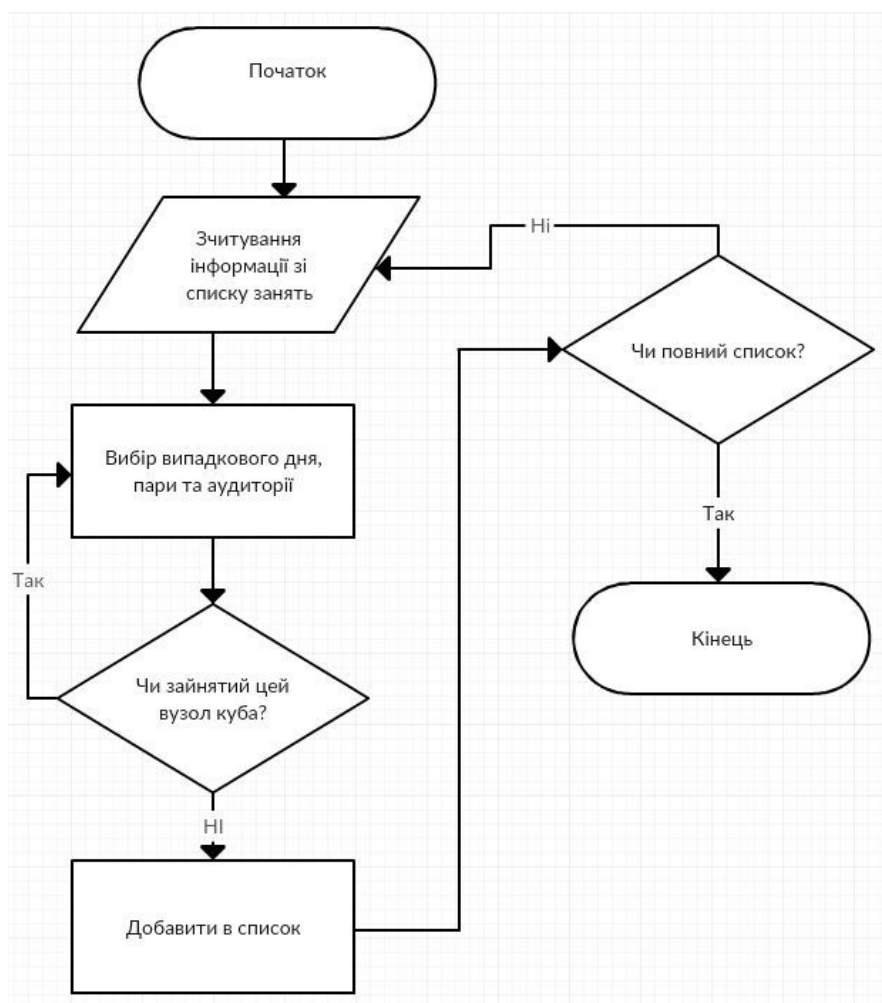 Початок
Зчитування
інформації зі
списку занять
Вибір випадкового дня,
пари та аудиторії
Так
Чи зайнятий цей
вузол куба?
НІ
Добавити в список
Ні
Чи повний список?
Так
Кінець